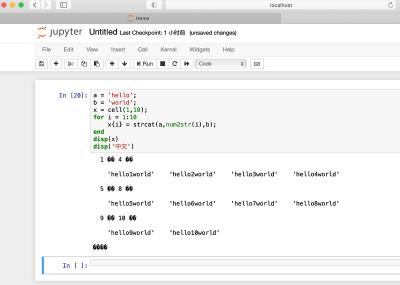 Home
localhost
jupyter Untitled Last Checkpoint: 1 小时前 (unsaved changes)
File Edit View Insert Cell Kernel Widgets Help
Run Code
In [20]: a = 'hello';
b = 'world';
x = cell(1,10);
for i = 1:10
x{i} = strcat(a,num2str(i),b);
end
disp(x)
disp('中文')
1 �� 4 ��
'hello1world' 'hello2world' 'hello3world' 'hello4world'
5 �� 8 ��
'hello5world' 'hello6world' 'hello7world' 'hello8world'
9 �� 10 ��
'hello9world' 'hello10world'
����
In [ ]: